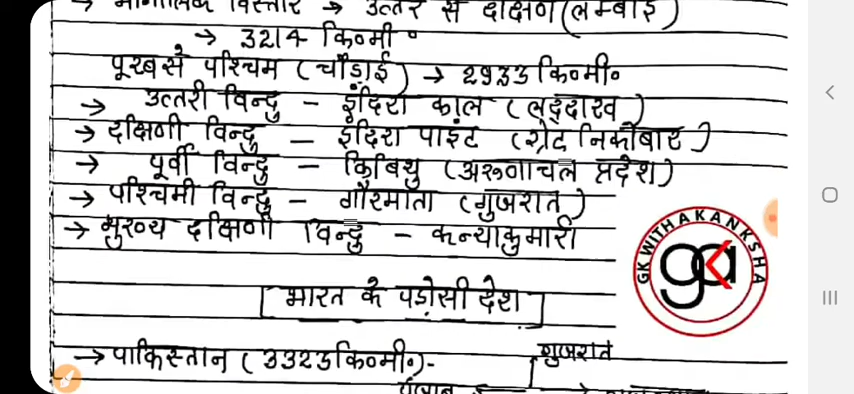 → भौगोलिक विस्तार → उत्तर से दक्षिण (लम्बाई)
→ 3214 कि०मी०
पूरब से पश्चिम (चौड़ाई) → 2933 कि०मी०
→ उत्तरी विन्दु – इंदिरा काल (लद्दाख)
→ दक्षिणी विन्दु – इंदिरा पाइंट (ग्रेट निकोबार)
→ पूर्वी विन्दु – किबिथु (अरूणाचल प्रदेश)
→ पश्चिमी विन्दु – गौरमाता (गुजरात)
→ मुख्य दक्षिणी विन्दु – कन्याकुमारी
GK WITH AKANKSHA
gka
भारत के पड़ोसी देश
→ पाकिस्तान (3323 कि०मी०)-
गुजरात
पंजाब